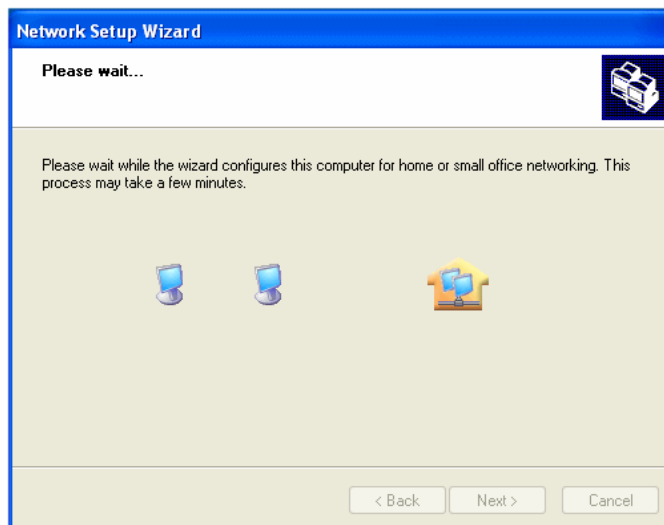 Network Setup Wizard
Please wait...
Please wait while the wizard configures this computer for home or small office networking. This
process may take a few minutes.
< Back Next > Cancel